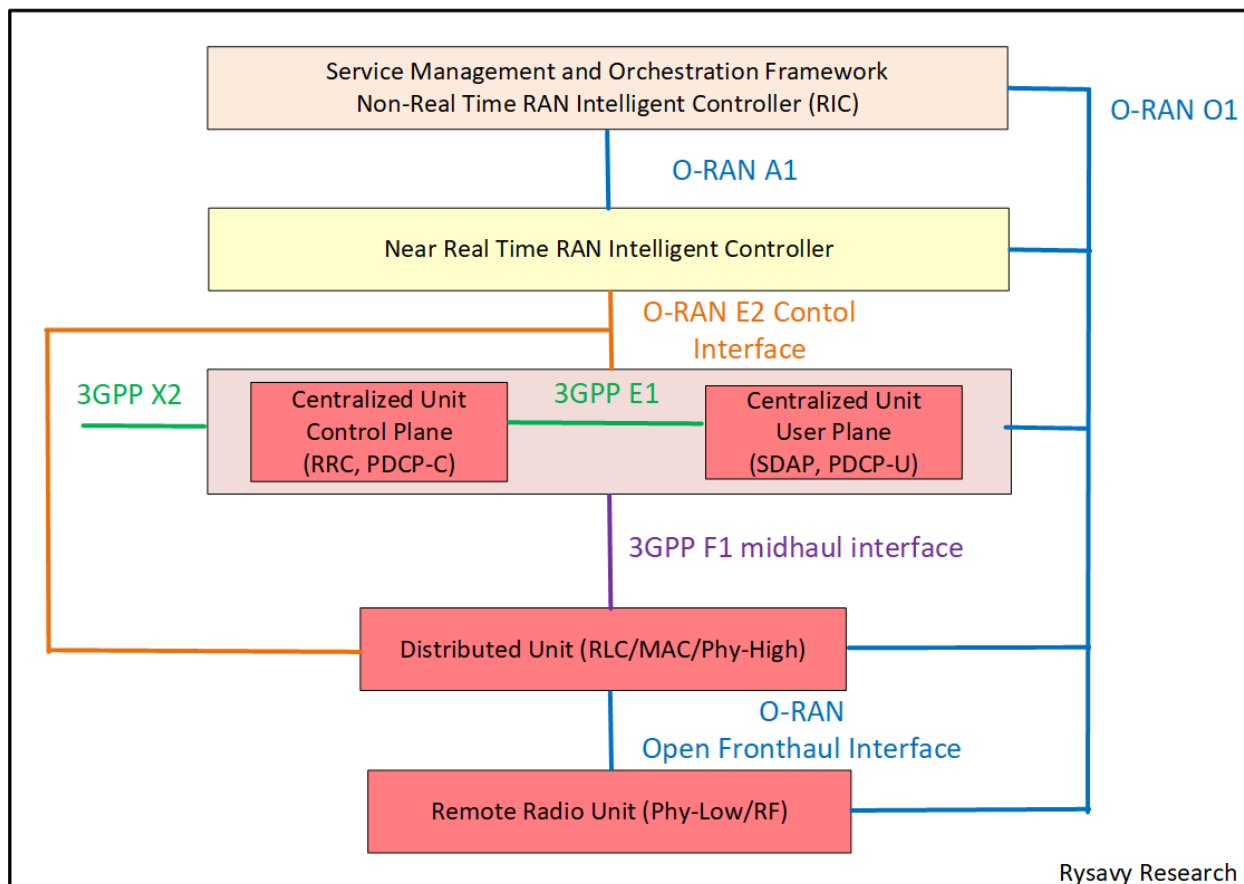 Service Management and Orchestration Framework
Non-Real Time RAN Intelligent Controller (RIC)
O-RAN O1
O-RAN A1
Near Real Time RAN Intelligent Controller
O-RAN E2 Contol
Interface
3GPP X2
Centralized Unit
Control Plane
(RRC, PDCP-C)
3GPP E1
Centralized Unit
User Plane
(SDAP, PDCP-U)
3GPP F1 midhaul interface
Distributed Unit (RLC/MAC/Phy-High)
O-RAN
Open Fronthaul Interface
Remote Radio Unit (Phy-Low/RF)
Rysavy Research